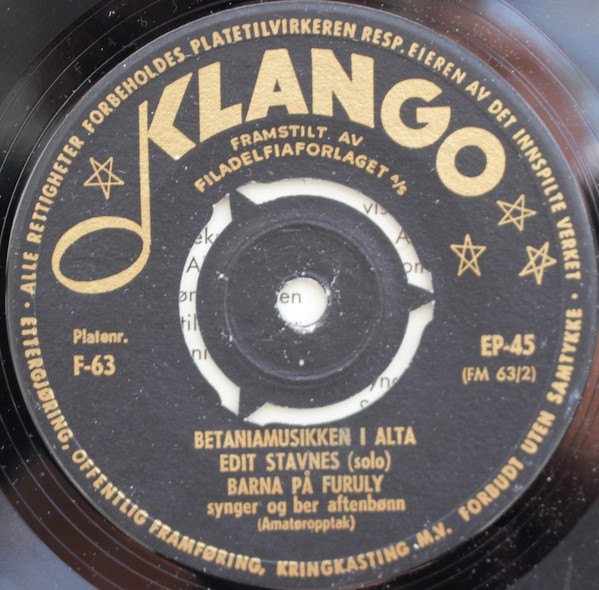 ALLE RETTIGHETER FORBEHOLDES PLATETILVIRKEREN RESP. EIEREN AV DET INNSPILTE VERKET •
ETTERGJØRING, OFFENTLIG FRAMFØRING, KRINGKASTING M.V. FORBUDT UTEN SAMTYKKE •
KLANGO
FRAMSTILT AV
FILADELFIAFORLAGET A/S
Platenr.
F-63
EP-45
(FM 63/2)
BETANIAMUSIKKEN I ALTA
EDIT STAVNES (solo)
BARNA PÅ FURULY
synger og ber aftenbønn
(Amatøropptak)